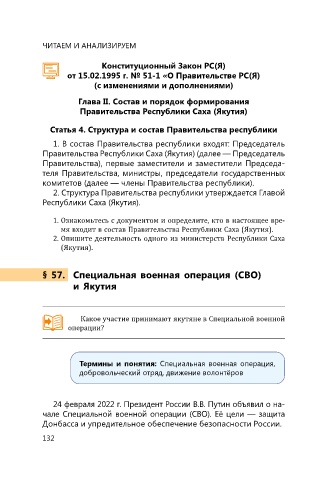 ЧИТАЕМ И АНАЛИЗИРУЕМ
Конституционный Закон РС(Я)
от 15.02.1995 г. № 51-1 «О Правительстве РС(Я)
(с изменениями и дополнениями)
Глава II. Состав и порядок формирования
Правительства Республики Саха (Якутия)
Статья 4. Структура и состав Правительства республики
1. В состав Правительства республики входят: Председатель
Правительства Республики Саха (Якутия) (далее — Председатель
Правительства), первые заместители и заместители Председа-
теля Правительства, министры, председатели государственных
комитетов (далее — члены Правительства республики).
2. Структура Правительства республики утверждается Главой
Республики Саха (Якутия).
1. Ознакомьтесь с документом и определите, кто в настоящее вре-
мя входит в состав Правительства Республики Саха (Якутия).
2. Опишите деятельность одного из министерств Республики Саха
(Якутия).
§ 57. Специальная военная операция (СВО)
и Якутия
Какое участие принимают якутяне в Специальной военной
операции?
Термины и понятия: Специальная военная операция,
добровольческий отряд, движение волонтёров
24 февраля 2022 г. Президент России В.В. Путин объявил о на-
чале Специальной военной операции (СВО). Её цели — защита
Донбасса и упредительное обеспечение безопасности России.
132